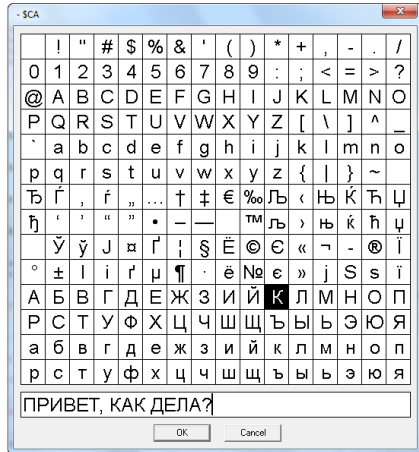 - $CA
! " # $ % & ' ( ) * + , - . /
0 1 2 3 4 5 6 7 8 9 : ; < = > ?
@ A B C D E F G H I J K L M N O
P Q R S T U V W X Y Z [ \ ] ^ _
` a b c d e f g h i j k l m n o
p q r s t u v w x y z { | } ~
Ђ Ѓ ‚ ѓ „ … † ‡ € ‰ Љ ‹ Њ Ќ Ћ Џ
ђ ‘ ’ “ ” • – — ™ љ › њ ќ ћ џ
Ў ў Ј ¤ Ґ ¦ § Ё © Є « ¬ - ® Ї
° ± І і ґ µ ¶ · ё № є » ј Ѕ ѕ ї
А Б В Г Д Е Ж З И Й К Л М Н О П
Р С Т У Ф Х Ц Ч Ш Щ Ъ Ы Ь Э Ю Я
а б в г д е ж з и й к л м н о п
р с т у ф х ц ч ш щ ъ ы ь э ю я
ПРИВЕТ, КАК ДЕЛА?
OK Cancel